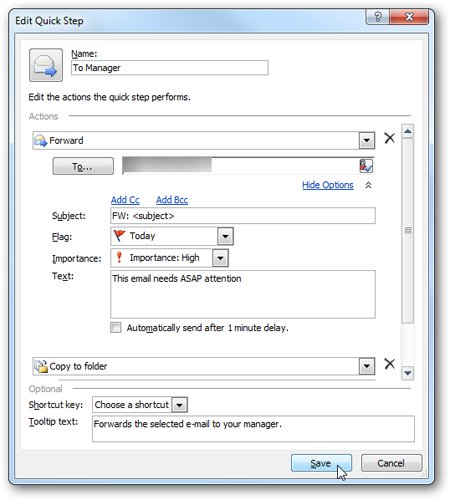 Edit Quick Step
Name:
To Manager
Edit the actions the quick step performs.
Actions
Forward
To...
Hide Options
Add Cc Add Bcc
Subject: FW: <subject>
Flag: Today
Importance: Importance: High
Text: This email needs ASAP attention
Automatically send after 1 minute delay.
Copy to folder
Optional
Shortcut key: Choose a shortcut
Tooltip text: Forwards the selected e-mail to your manager.
Save Cancel